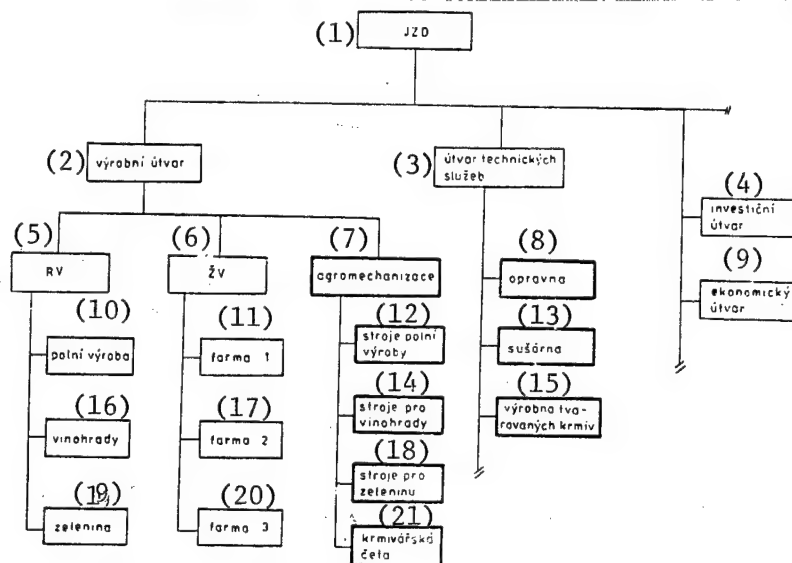 (1) JZD
(2) výrobní útvar
(3) útvar technických
služeb
(4)
investiční
útvar
(5) (6) (7) (8)
RV ŽV agromechanizace opravna
(9)
ekonomický
útvar
(10) (11) (12) (13)
polní výroba farma 1 stroje polní
výroby sušárna
(16) (17) (14) (15)
vinohrady farma 2 stroje pro
vinohrady výrobna tva-
rovaných krmiv
(18)
stroje pro
zeleninu
(19) (20) (21)
zelenina farma 3 krmivářská
četa